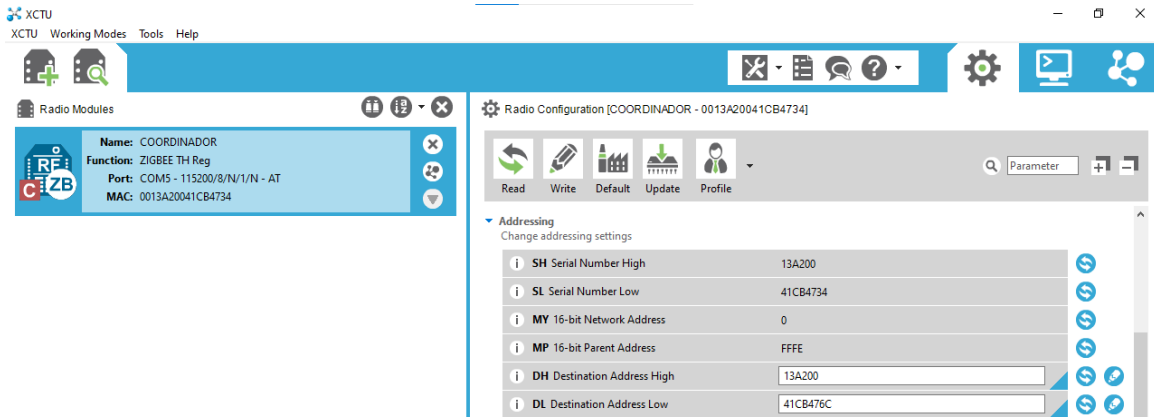 XCTU
XCTU Working Modes Tools Help
Radio Modules
Name: COORDINADOR
Function: ZIGBEE TH Reg
Port: COM5 - 115200/8/N/1/N - AT
MAC: 0013A20041CB4734
RF
C
ZB
Radio Configuration [COORDINADOR - 0013A20041CB4734]
Read Write Default Update Profile
Parameter
Addressing
Change addressing settings
i SH Serial Number High 13A200
i SL Serial Number Low 41CB4734
i MY 16-bit Network Address 0
i MP 16-bit Parent Address FFFE
i DH Destination Address High 13A200
i DL Destination Address Low 41CB476C